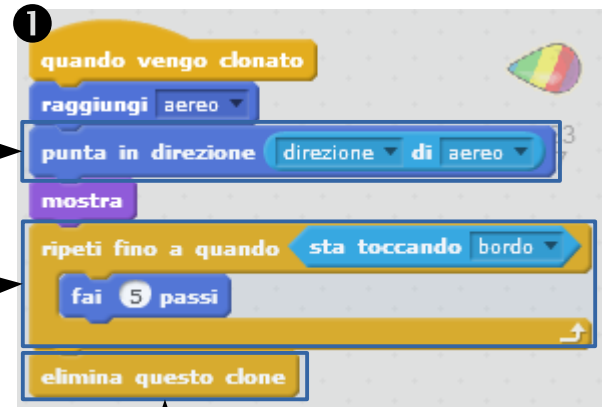 1
quando vengo clonato
raggiungi aereo
punta in direzione direzione di aereo
mostra
ripeti fino a quando sta toccando bordo
fai 5 passi
elimina questo clone